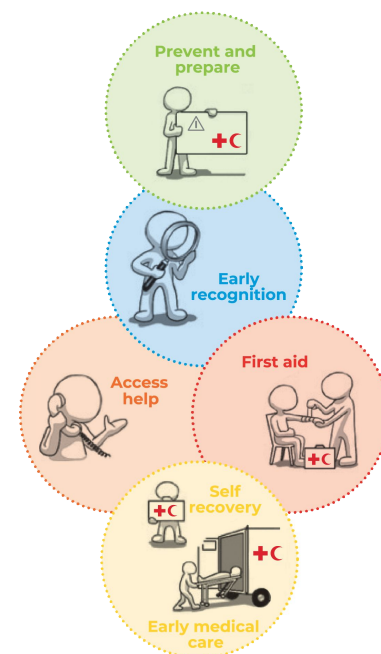 Prevent and
prepare
Early
recognition
Access
help
First aid
Self
recovery
Early medical
care